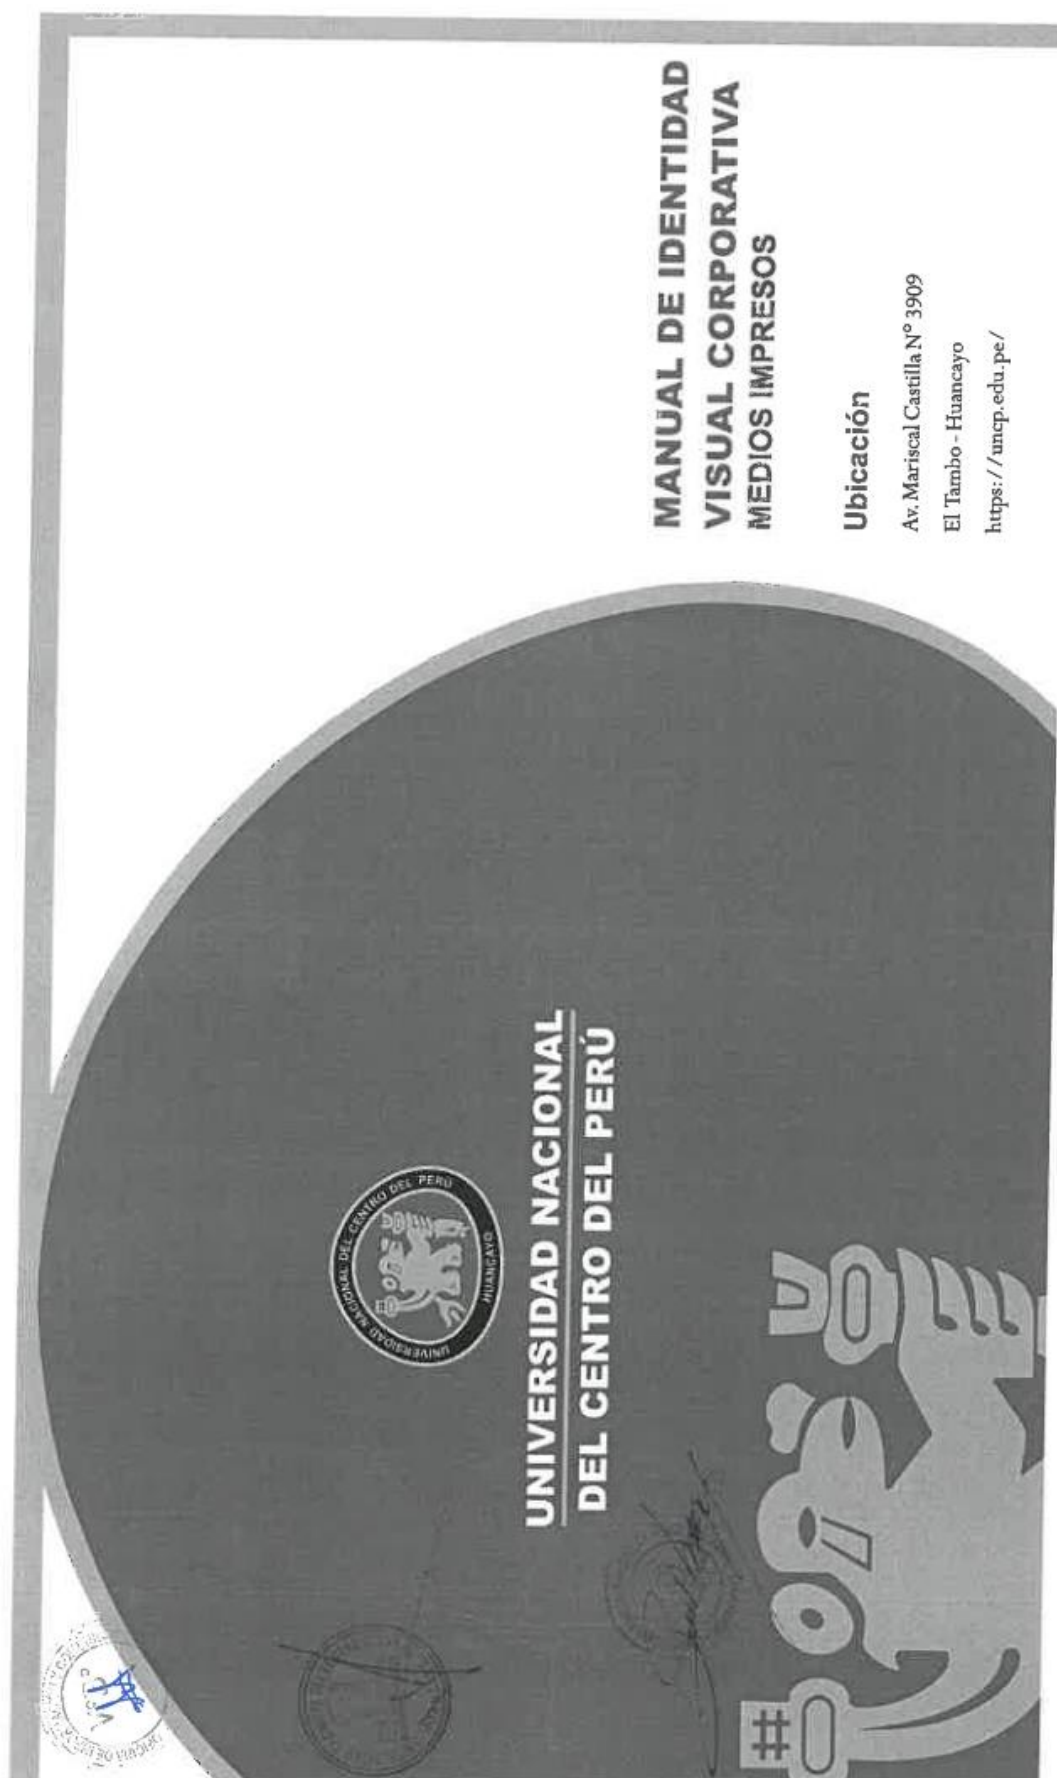 UNIVERSIDAD NACIONAL DEL CENTRO DEL PERÚ
HUANCAYO
UNIVERSIDAD NACIONAL
DEL CENTRO DEL PERÚ
MANUAL DE IDENTIDAD
VISUAL CORPORATIVA
MEDIOS IMPRESOS
Ubicación
Av. Mariscal Castilla N° 3909
El Tambo - Huancayo
https://uncp.edu.pe/